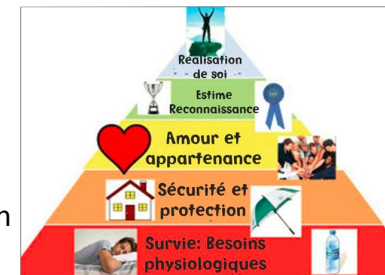 Réalisation
de soi
Estime
Reconnaissance
Amour et
appartenance
Sécurité et
protection
Survie: Besoins
physiologiques